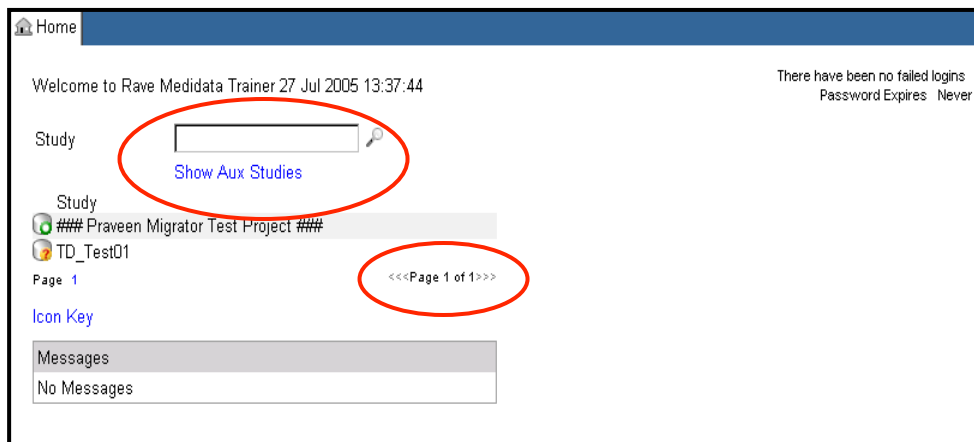 Home
Welcome to Rave Medidata Trainer 27 Jul 2005 13:37:44
There have been no failed logins
Password Expires Never
Study
Show Aux Studies
Study
### Praveen Migrator Test Project ###
TD_Test01
Page 1
<<<Page 1 of 1>>>
Icon Key
Messages
No Messages